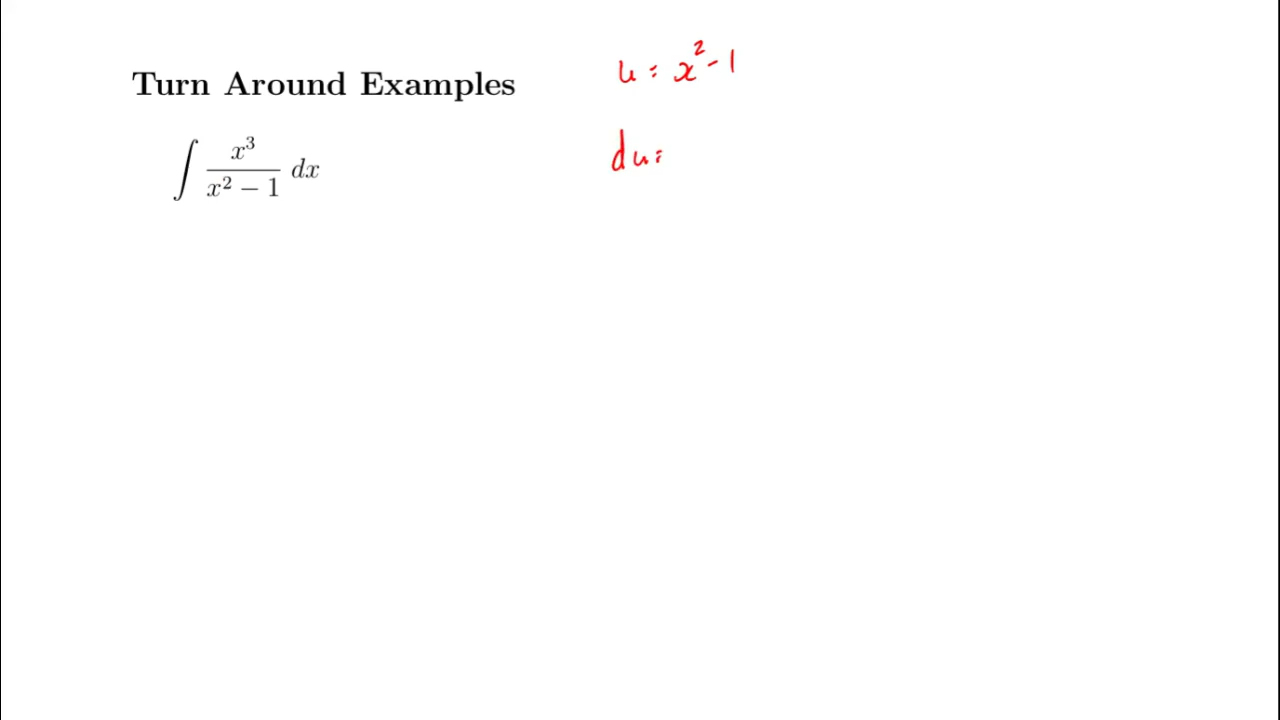 Turn Around Examples
∫ x³/(x² − 1) dx
u = x² - 1
du =